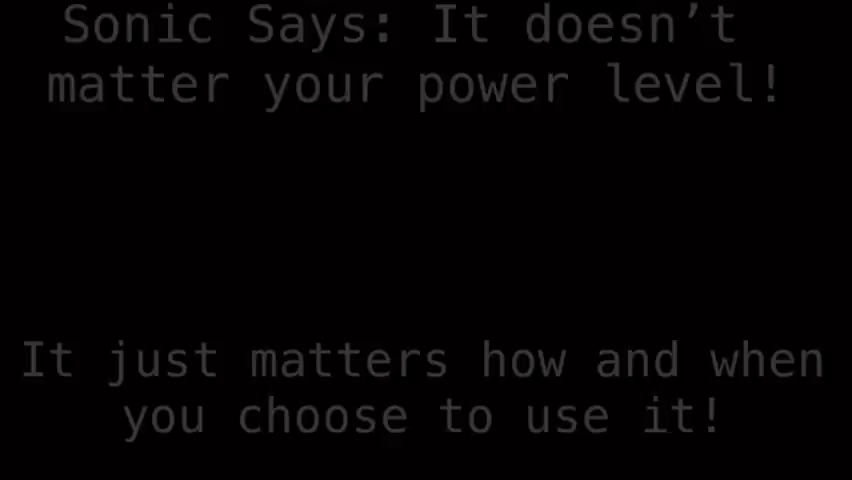 Sonic Says: It doesn’t
matter your power level!
It just matters how and when
you choose to use it!